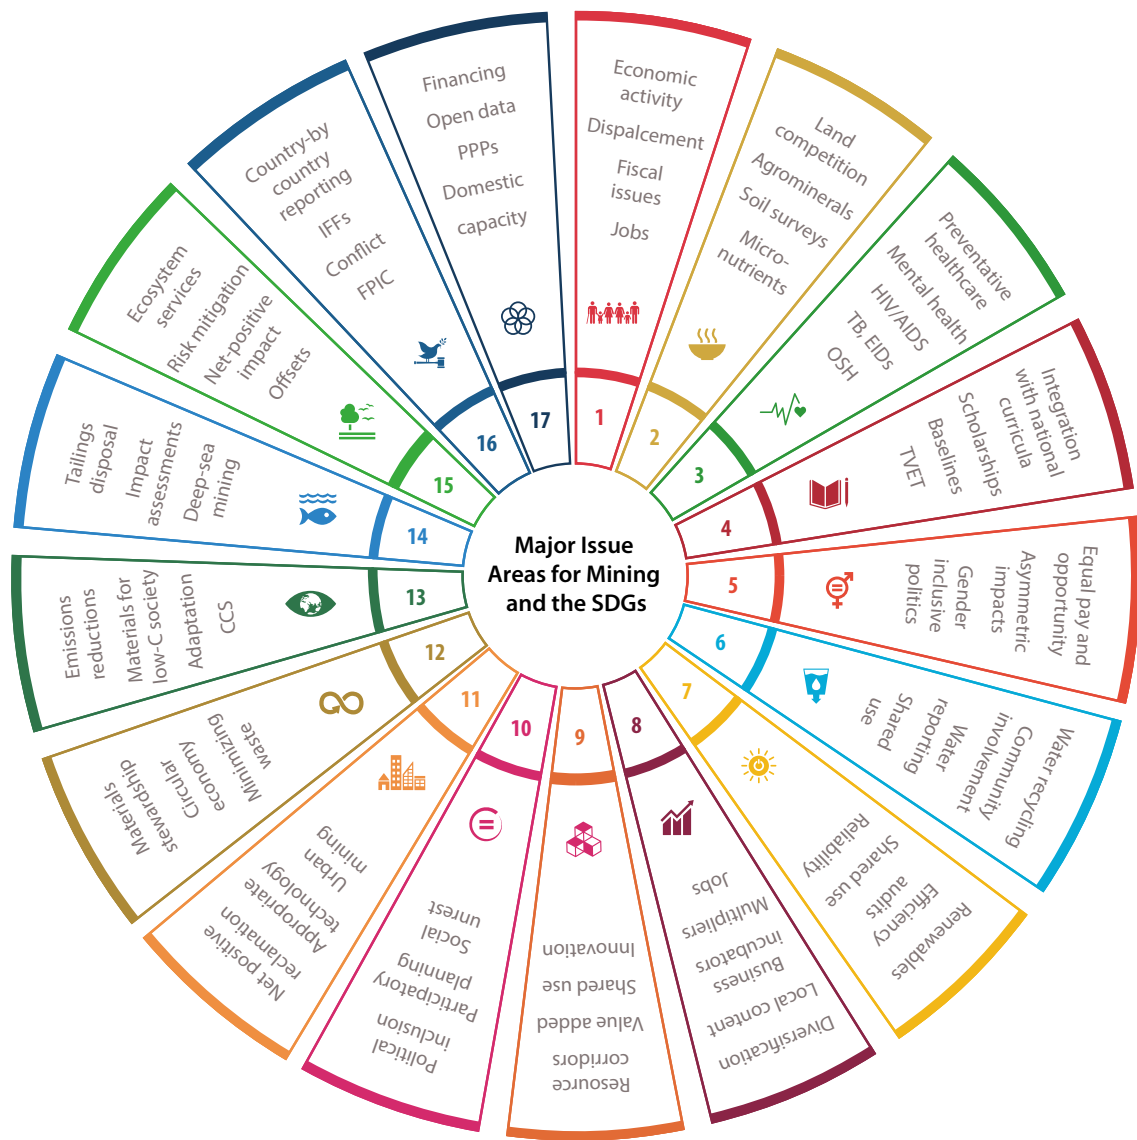 Major Issue
Areas for Mining
and the SDGs
1
Economic
activity
Dispalcement
Fiscal
issues
Jobs
2
Land
competition
Agrominerals
Soil surveys
Micro-
nutrients
3
Preventative
healthcare
Mental health
HIV/AIDS
TB, EIDs
OSH
4
Integration
with national
curricula
Scholarships
Baselines
TVET
5
Equal pay and
opportunity
Asymmetric
impacts
Gender
inclusive
politics
6
Water recycling
Community
involvement
Water
reporting
Shared
use
7
Renewables
Efficiency
audits
Shared use
Reliability
8
Diversification
Local content
Business
incubators
Multipliers
Jobs
9
Resource
corridors
Value added
Shared use
Innovation
10
Political
inclusion
Participatory
planning
Social
unrest
11
Net positive
reclamation
Appropriate
technology
Urban
mining
12
Materials
stewardship
Circular
economy
Minimizing
waste
13
Emissions
reductions
Materials for
low-C society
Adaptation
CCS
14
Tailings
disposal
Impact
assessments
Deep-sea
mining
15
Ecosystem
services
Risk mitigation
Net-positive
impact
Offsets
16
Country-by
country
reporting
IFFs
Conflict
FPIC
17
Financing
Open data
PPPs
Domestic
capacity